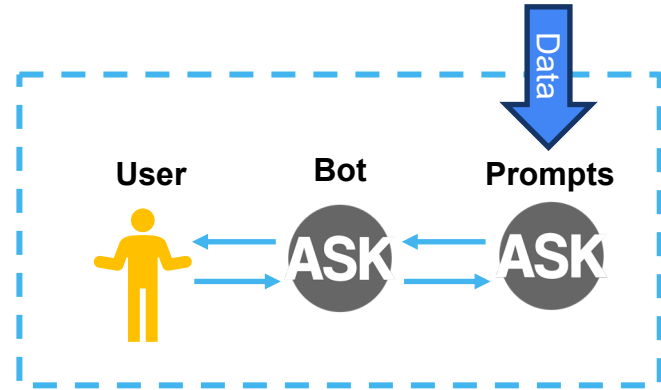 Data
User
Bot
Prompts
ASK
ASK